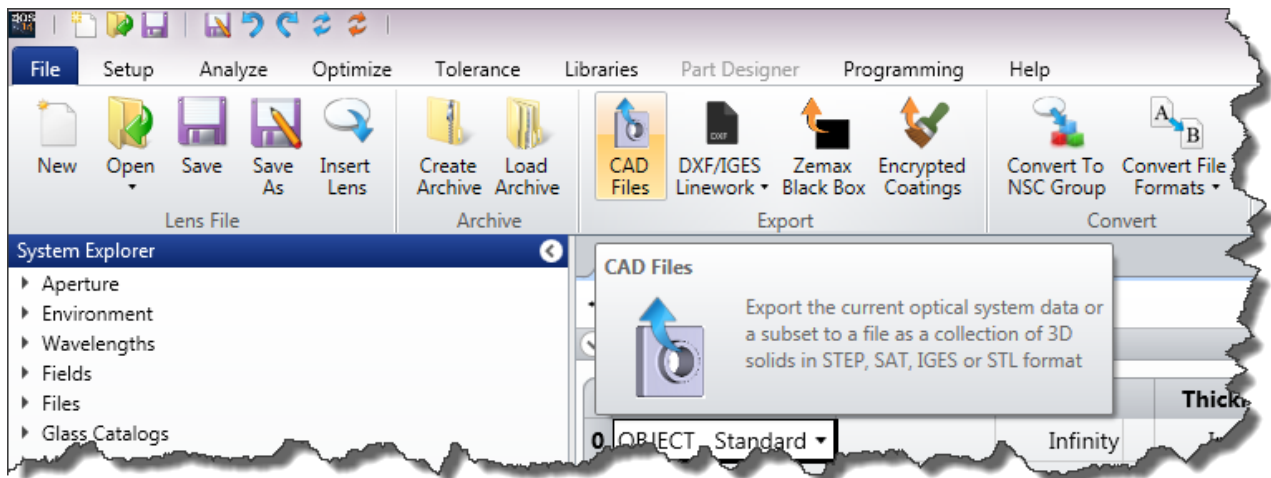 File Setup Analyze Optimize Tolerance Libraries Part Designer Programming Help
New Open Save Save As Insert Lens Create Archive Load Archive CAD Files DXF/IGES Linework Zemax Black Box Encrypted Coatings Convert To NSC Group Convert File Formats
Lens File Archive Export Convert
System Explorer
Aperture
Environment
Wavelengths
Fields
Files
Glass Catalogs
CAD Files
Export the current optical system data or
a subset to a file as a collection of 3D
solids in STEP, SAT, IGES or STL format
0 OBJECT Standard Infinity